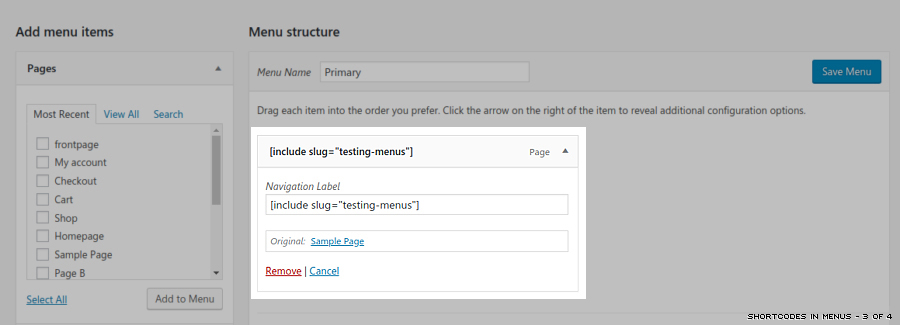 Add menu items
Menu structure
Pages
Menu Name
Primary
Save Menu
Drag each item into the order you prefer. Click the arrow on the right of the item to reveal additional configuration options.
Most Recent
View All
Search
frontpage
My account
Checkout
Cart
Shop
Homepage
Sample Page
Page B
Select All
Add to Menu
[include slug="testing-menus"]
Page
Navigation Label
[include slug="testing-menus"]
Original: Sample Page
Remove | Cancel
SHORTCODES IN MENUS - 3 OF 4